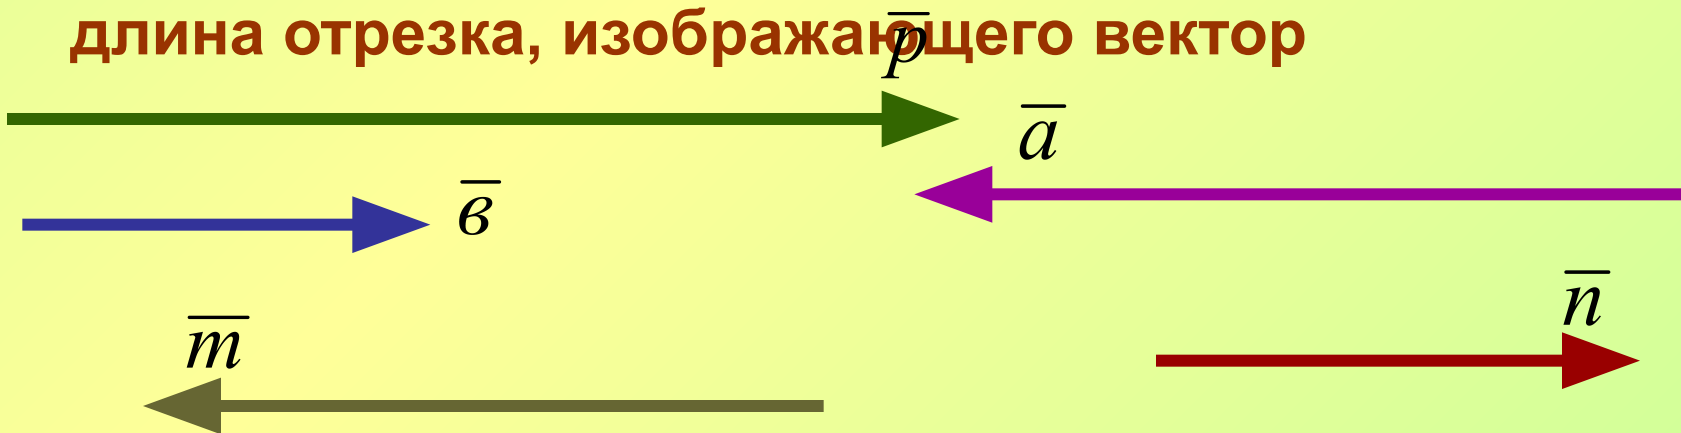 длина отрезка, изображающего вектор
p̅
a̅
в̅
n̅
m̅